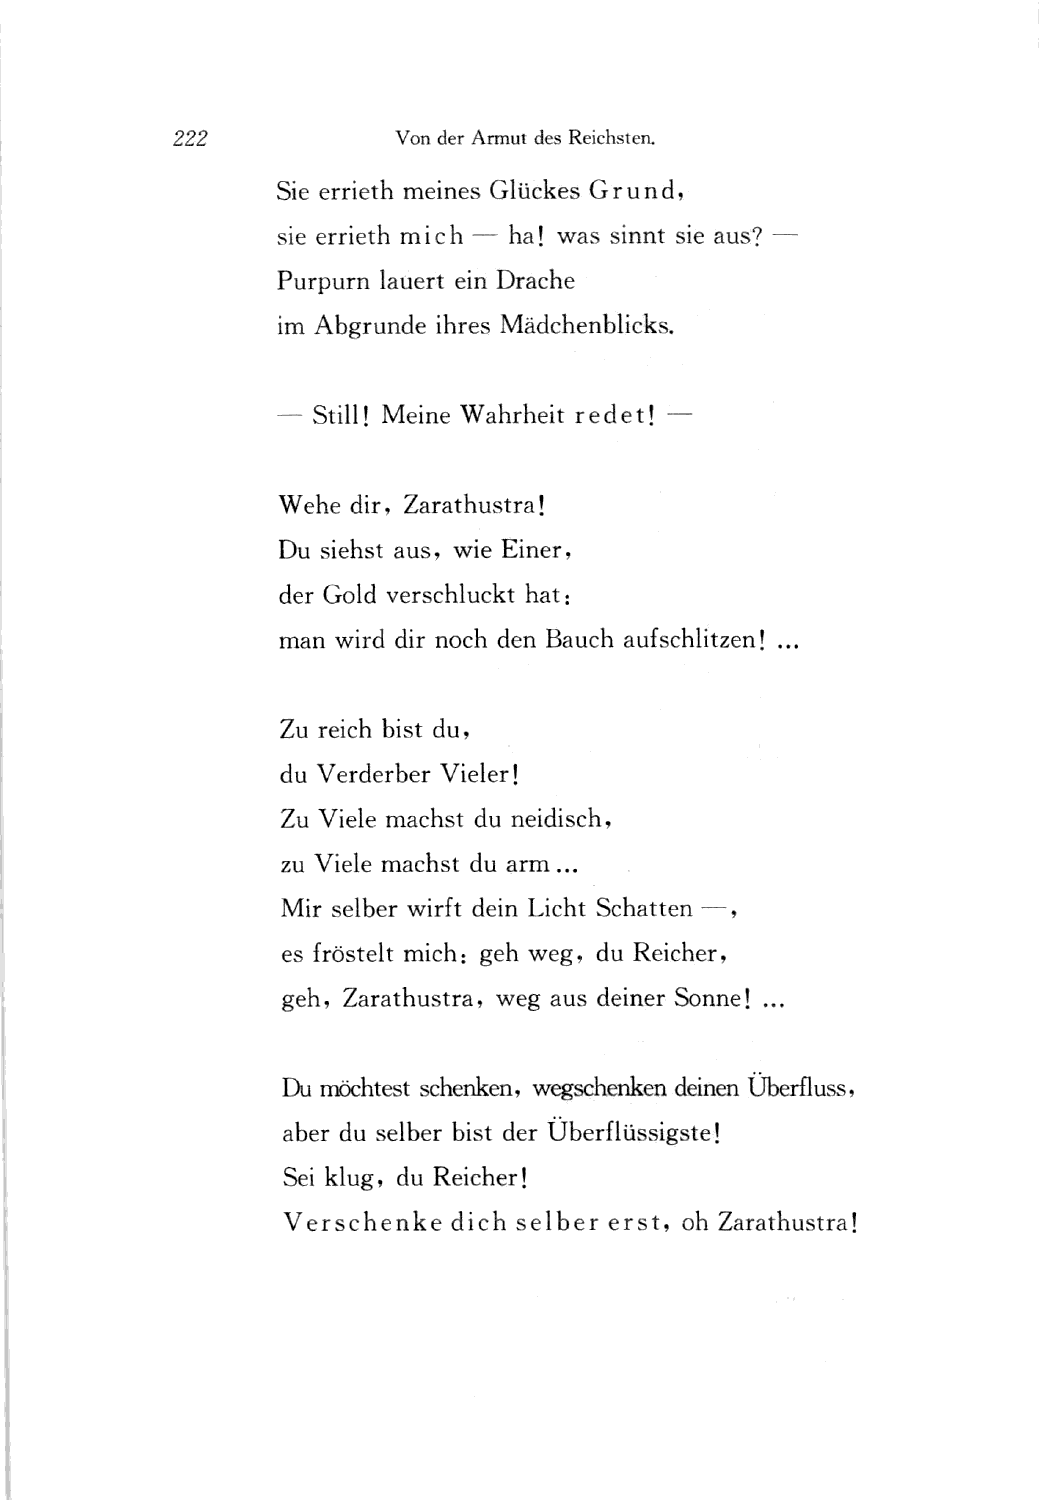 222 Von der Armut des Reichsten.
Sie errieth meines Glückes Grund,
sie errieth mich — ha! was sinnt sie aus? —
Purpurn lauert ein Drache
im Abgrunde ihres Mädchenblicks.
— Still! Meine Wahrheit redet! —
Wehe dir, Zarathustra!
Du siehst aus, wie Einer,
der Gold verschluckt hat:
man wird dir noch den Bauch aufschlitzen! ...
Zu reich bist du,
du Verderber Vieler!
Zu Viele machst du neidisch,
zu Viele machst du arm ...
Mir selber wirft dein Licht Schatten —,
es fröstelt mich: geh weg, du Reicher,
geh, Zarathustra, weg aus deiner Sonne! ...
Du möchtest schenken, wegschenken deinen Überfluss,
aber du selber bist der Überflüssigste!
Sei klug, du Reicher!
Verschenke dich selber erst, oh Zarathustra!